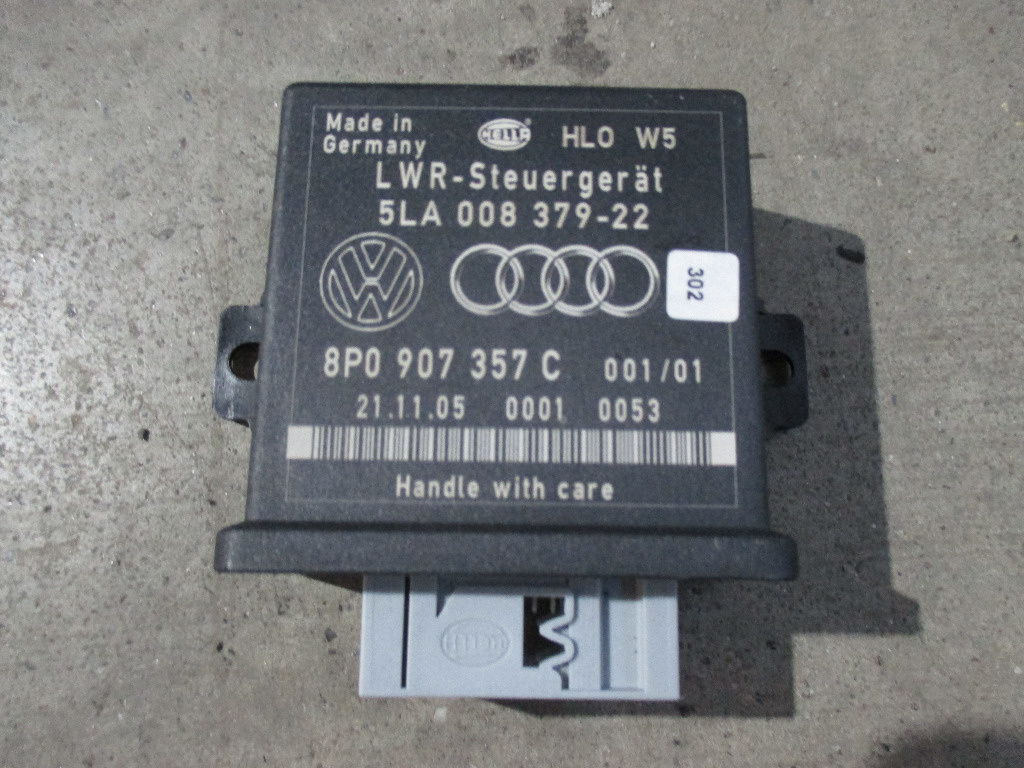 Made in
Germany
HELLA® HLO W5
LWR-Steuergerät
5LA 008 379-22
302
8P0 907 357 C 001/01
21.11.05 0001 0053
Handle with care
HELLA